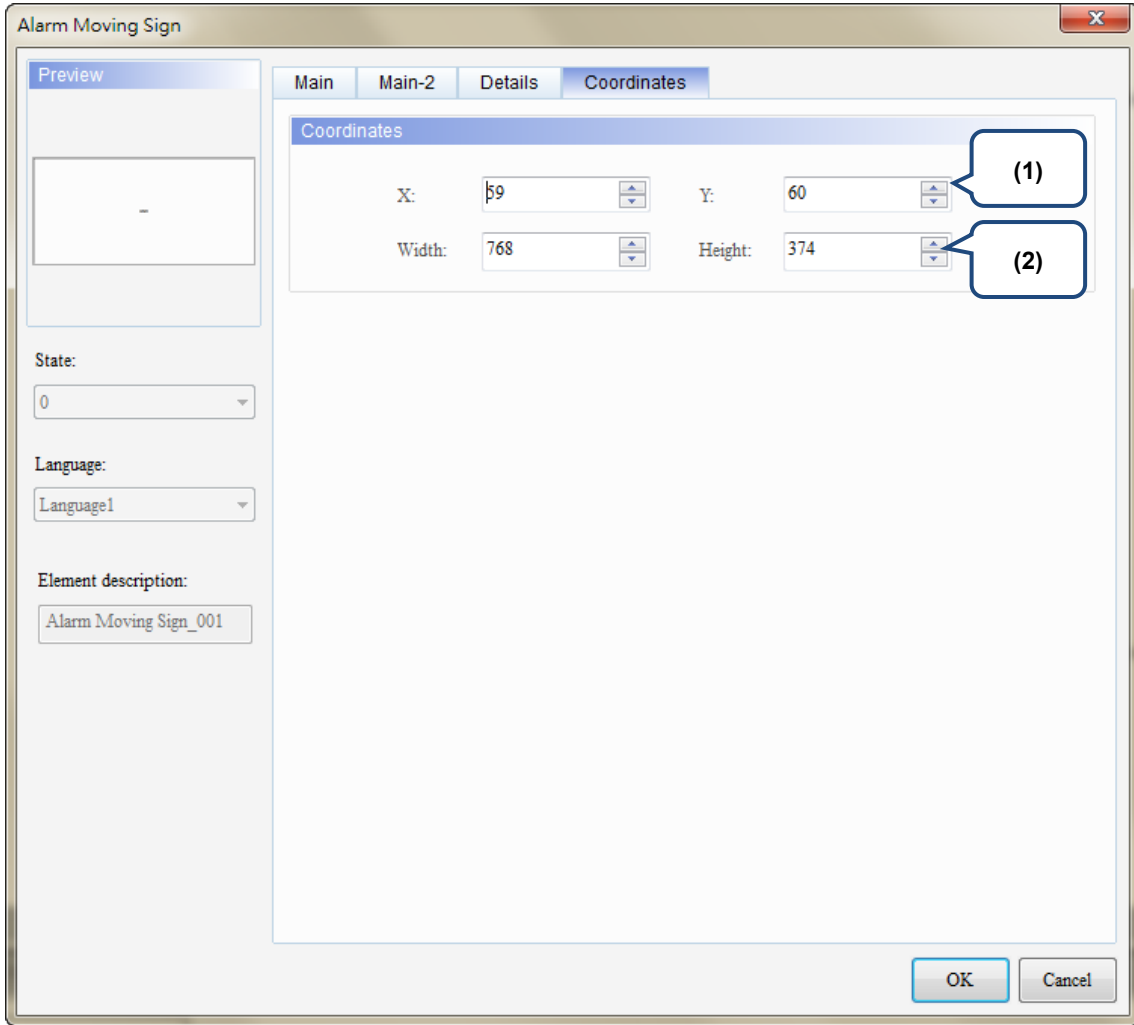 Alarm Moving Sign
Preview
Main Main-2 Details Coordinates
Coordinates
X: 59 Y: 60
(1)
Width: 768 Height: 374
(2)
State:
0
Language:
Language1
Element description:
Alarm Moving Sign_001
OK Cancel